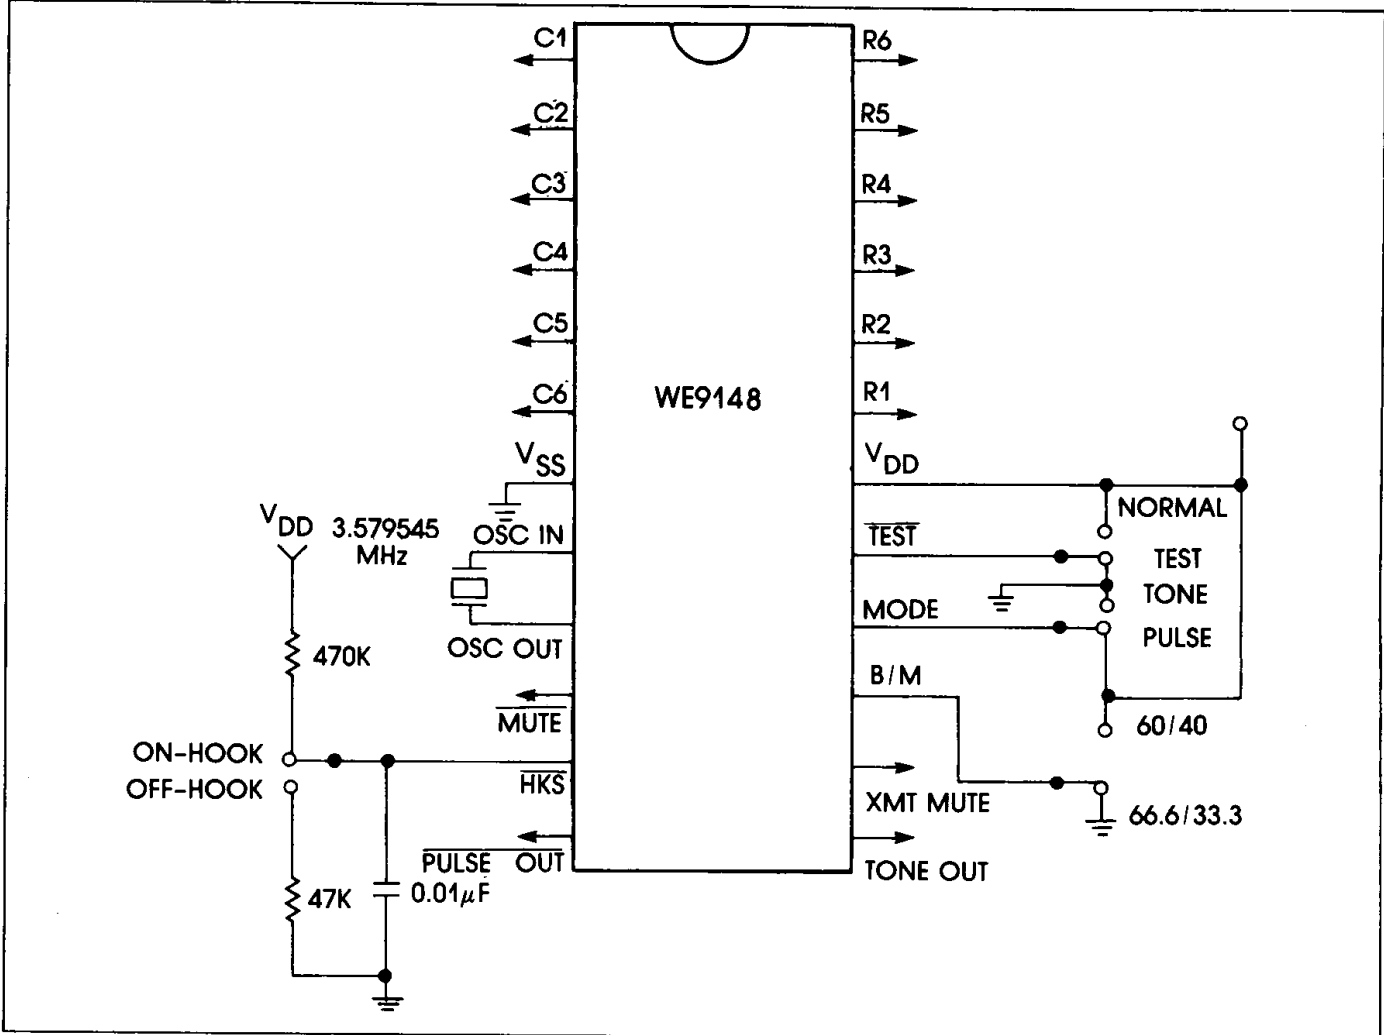 C1
R6
C2
R5
C3
R4
C4
R3
C5
R2
C6
R1
WE9148
VSS
VDD
NORMAL
VDD
3.579545
MHz
OSC IN
TEST
TEST
TONE
OSC OUT
MODE
PULSE
470K
MUTE
B/M
60/40
ON-HOOK
OFF-HOOK
HKS
XMT MUTE
66.6/33.3
PULSE OUT
TONE OUT
47K
0.01µF